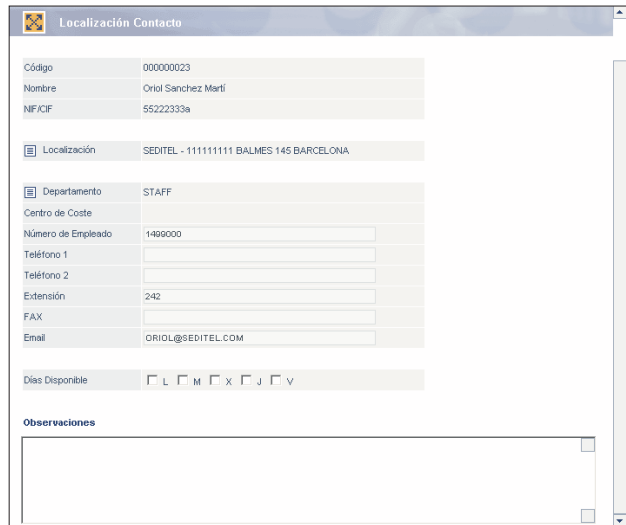 Localización Contacto
Código 000000023
Nombre Oriol Sanchez Martí
NIF/CIF 55222333a
Localización SEDITEL - 111111111 BALMES 145 BARCELONA
Departamento STAFF
Centro de Coste
Número de Empleado 1499000
Teléfono 1
Teléfono 2
Extensión 242
FAX
Email ORIOL@SEDITEL.COM
Días Disponible L M X J V
Observaciones